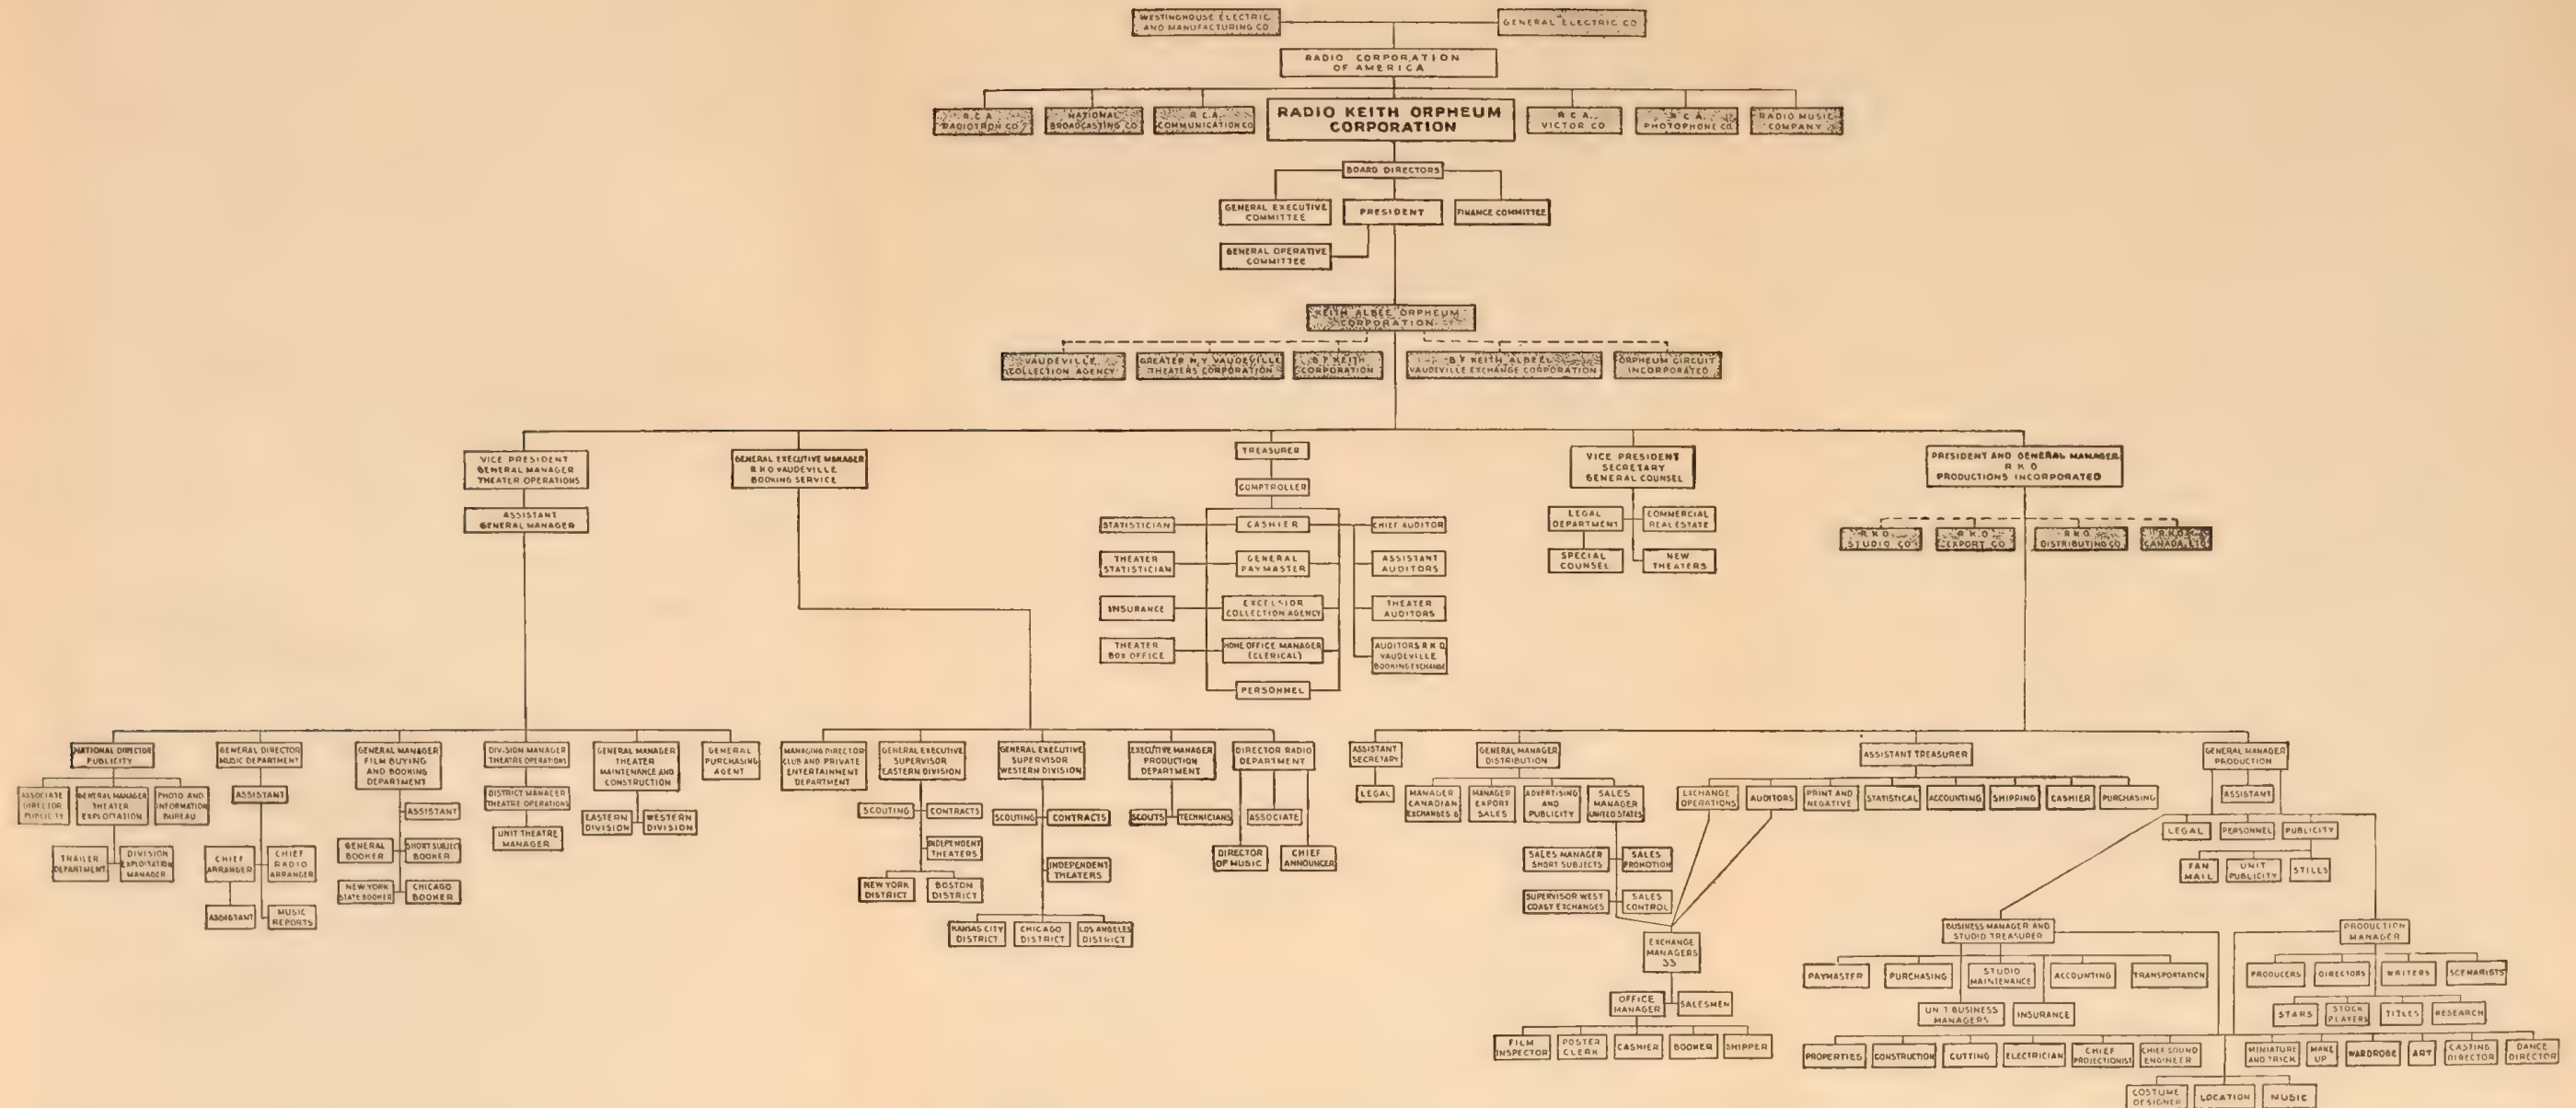 WESTINGHOUSE ELECTRIC
AND MANUFACTURING CO
GENERAL ELECTRIC CO
RADIO CORPORATION
OF AMERICA
R.C.A.
RADIOTRON CO
NATIONAL
BROADCASTING CO
R.C.A.
COMMUNICATION CO
RADIO KEITH ORPHEUM
CORPORATION
R.C.A.
VICTOR CO
R.C.A.
PHOTOPHONE CO.
RADIO MUSIC
COMPANY
BOARD DIRECTORS
GENERAL EXECUTIVE
COMMITTEE
PRESIDENT
FINANCE COMMITTEE
GENERAL OPERATIVE
COMMITTEE
KEITH ALBEE ORPHEUM
CORPORATION
VAUDEVILLE
COLLECTION AGENCY
GREATER N.Y. VAUDEVILLE
THEATERS CORPORATION
B F KEITH
CORPORATION
B F KEITH ALBEE
VAUDEVILLE EXCHANGE CORPORATION
ORPHEUM CIRCUIT
INCORPORATED
VICE PRESIDENT
GENERAL MANAGER
THEATER OPERATIONS
ASSISTANT
GENERAL MANAGER
GENERAL EXECUTIVE MANAGER
R K O VAUDEVILLE
BOOKING SERVICE
TREASURER
COMPTROLLER
STATISTICIAN
CASHIER
CHIEF AUDITOR
THEATER
STATISTICIAN
GENERAL
PAYMASTER
ASSISTANT
AUDITORS
INSURANCE
EXCELSIOR
COLLECTION AGENCY
THEATER
AUDITORS
THEATER
BOX OFFICE
HOME OFFICE MANAGER
(CLERICAL)
AUDITORS R K O
VAUDEVILLE
BOOKING EXCHANGE
PERSONNEL
VICE PRESIDENT
SECRETARY
GENERAL COUNSEL
LEGAL
DEPARTMENT
COMMERCIAL
REAL ESTATE
SPECIAL
COUNSEL
NEW
THEATERS
PRESIDENT AND GENERAL MANAGER
R K O
PRODUCTIONS INCORPORATED
R K O
STUDIO CO
R K O
EXPORT CO
R K O
DISTRIBUTING CO
R.K.O.
CANADA, LTD.
NATIONAL DIRECTOR
PUBLICITY
ASSOCIATE
DIRECTOR
PUBLICITY
GENERAL MANAGER
THEATER
EXPLOITATION
PHOTO AND
INFORMATION
BUREAU
TRAILER
DEPARTMENT
DIVISION
EXPLOITATION
MANAGER
GENERAL DIRECTOR
MUSIC DEPARTMENT
ASSISTANT
CHIEF
ARRANGER
CHIEF
RADIO
ARRANGER
ASSISTANT
MUSIC
REPORTS
GENERAL MANAGER
FILM BUYING
AND BOOKING
DEPARTMENT
ASSISTANT
GENERAL
BOOKER
SHORT SUBJECT
BOOKER
NEW YORK
STATE BOOKER
CHICAGO
BOOKER
DIVISION MANAGER
THEATRE OPERATIONS
DISTRICT MANAGER
THEATRE OPERATIONS
UNIT THEATRE
MANAGER
GENERAL MANAGER
THEATER
MAINTENANCE AND
CONSTRUCTION
EASTERN
DIVISION
WESTERN
DIVISION
GENERAL
PURCHASING
AGENT
MANAGING DIRECTOR
CLUB AND PRIVATE
ENTERTAINMENT
DEPARTMENT
GENERAL EXECUTIVE
SUPERVISOR
EASTERN DIVISION
SCOUTING
CONTRACTS
INDEPENDENT
THEATERS
NEW YORK
DISTRICT
BOSTON
DISTRICT
GENERAL EXECUTIVE
SUPERVISOR
WESTERN DIVISION
SCOUTING
CONTRACTS
INDEPENDENT
THEATERS
KANSAS CITY
DISTRICT
CHICAGO
DISTRICT
LOS ANGELES
DISTRICT
EXECUTIVE MANAGER
PRODUCTION
DEPARTMENT
SCOUTS
TECHNICIANS
DIRECTOR RADIO
DEPARTMENT
ASSOCIATE
DIRECTOR
OF MUSIC
CHIEF
ANNOUNCER
ASSISTANT
SECRETARY
LEGAL
GENERAL MANAGER
DISTRIBUTION
MANAGER
CANADIAN
EXCHANGES 6
MANAGER
EXPORT
SALES
ADVERTISING
AND
PUBLICITY
SALES
MANAGER
UNITED STATES
SALES MANAGER
SHORT SUBJECTS
SALES
PROMOTION
SUPERVISOR WEST
COAST EXCHANGES
SALES
CONTROL
ASSISTANT TREASURER
EXCHANGE
OPERATIONS
AUDITORS
PRINT AND
NEGATIVE
STATISTICAL
ACCOUNTING
SHIPPING
CASHIER
PURCHASING
EXCHANGE
MANAGERS
33
OFFICE
MANAGER
SALESMEN
FILM
INSPECTOR
POSTER
CLERK
CASHIER
BOOKER
SHIPPER
GENERAL MANAGER
PRODUCTION
ASSISTANT
LEGAL
PERSONNEL
PUBLICITY
FAN
MAIL
UNIT
PUBLICITY
STILLS
BUSINESS MANAGER AND
STUDIO TREASURER
PAYMASTER
PURCHASING
STUDIO
MAINTENANCE
ACCOUNTING
TRANSPORTATION
UNIT BUSINESS
MANAGERS
INSURANCE
PRODUCTION
MANAGER
PRODUCERS
DIRECTORS
WRITERS
SCENARISTS
STARS
STOCK
PLAYERS
TITLES
RESEARCH
PROPERTIES
CONSTRUCTION
CUTTING
ELECTRICIAN
CHIEF
PROJECTIONIST
CHIEF SOUND
ENGINEER
MINIATURE
AND TRICK
MAKE
UP
WARDROBE
ART
CASTING
DIRECTOR
DANCE
DIRECTOR
COSTUME
DESIGNER
LOCATION
MUSIC